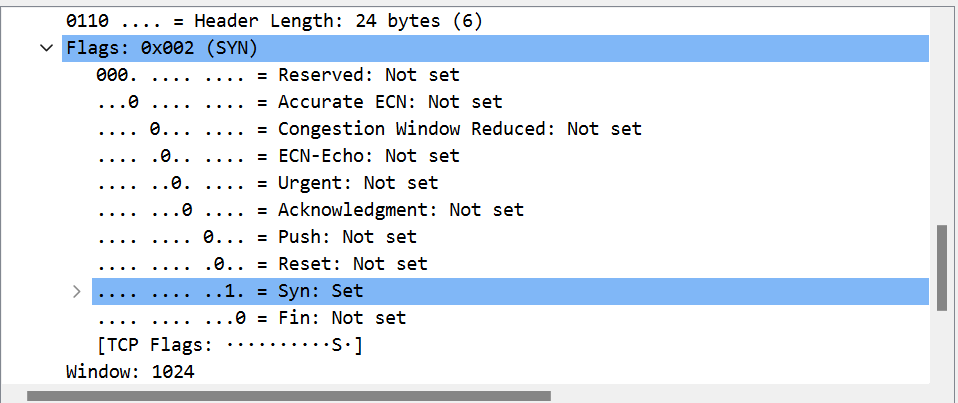 0110 .... = Header Length: 24 bytes (6)
Flags: 0x002 (SYN)
000. .... .... = Reserved: Not set
...0 .... .... = Accurate ECN: Not set
.... 0... .... = Congestion Window Reduced: Not set
.... .0.. .... = ECN-Echo: Not set
.... ..0. .... = Urgent: Not set
.... ...0 .... = Acknowledgment: Not set
.... .... 0... = Push: Not set
.... .... .0.. = Reset: Not set
.... .... ..1. = Syn: Set
.... .... ...0 = Fin: Not set
[TCP Flags: ··········S·]
Window: 1024